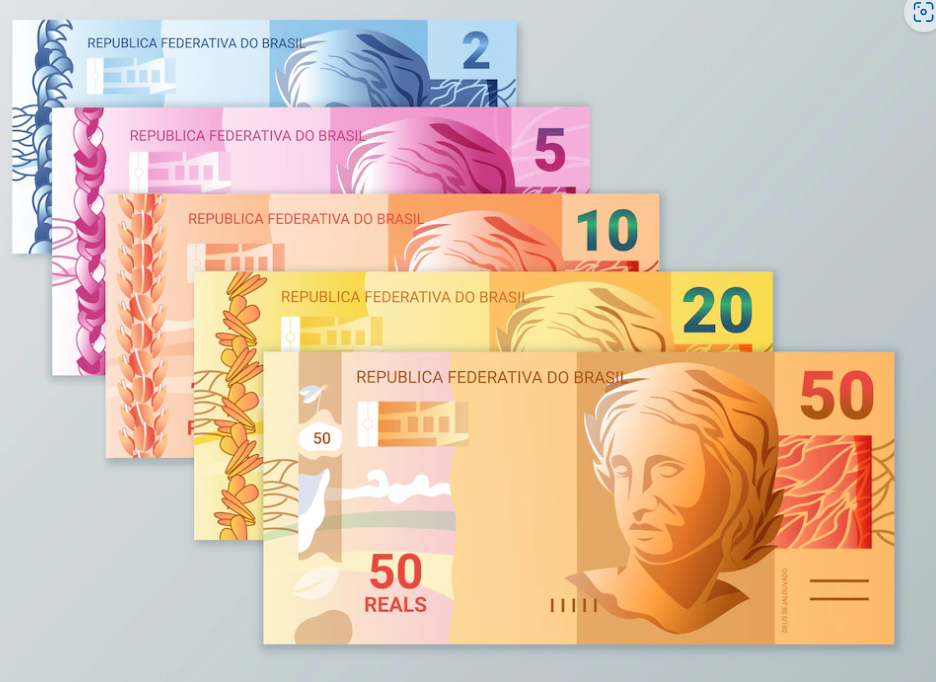 REPUBLICA FEDERATIVA DO BRASIL
2
REPUBLICA FEDERATIVA DO BRASIL
5
REPUBLICA FEDERATIVA DO BRASIL
10
REPUBLICA FEDERATIVA DO BRASIL
20
REPUBLICA FEDERATIVA DO BRASIL
50
50
50
REALS